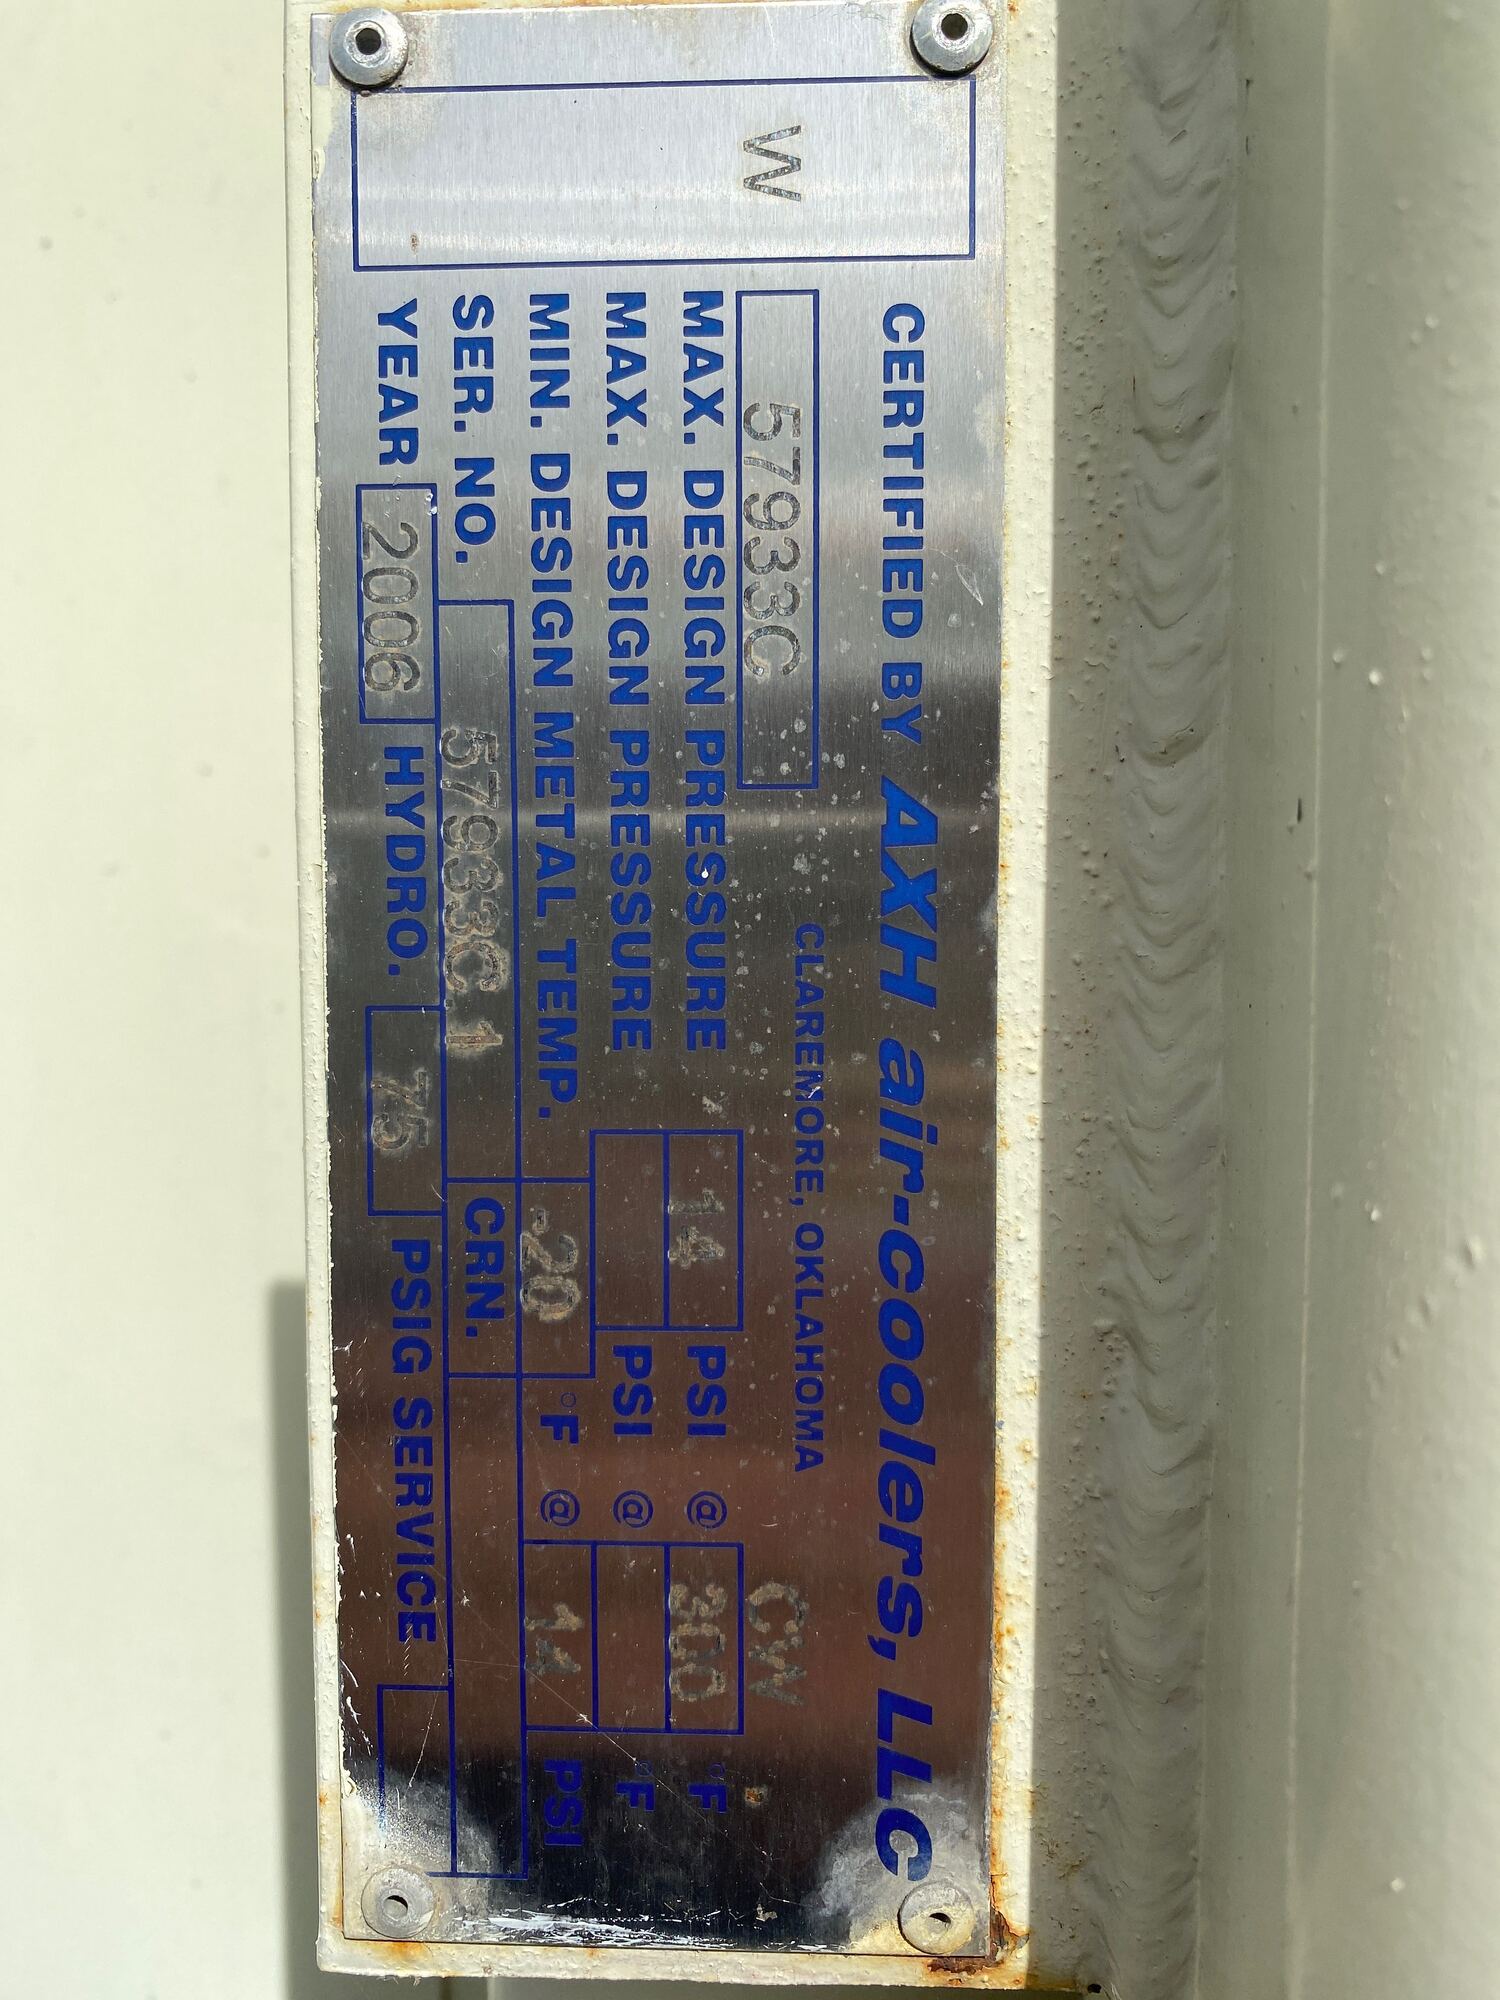 W
CERTIFIED BY AXH air-coolers, LLC
CLAREMORE, OKLAHOMA
57933C CW
MAX. DESIGN PRESSURE 14 PSI @ 300 °F
MAX. DESIGN PRESSURE PSI @ °F
MIN. DESIGN METAL TEMP. -20 °F @ 14 PSI
SER. NO. 57933C.1 CRN.
YEAR 2006 HYDRO. 75 PSIG SERVICE